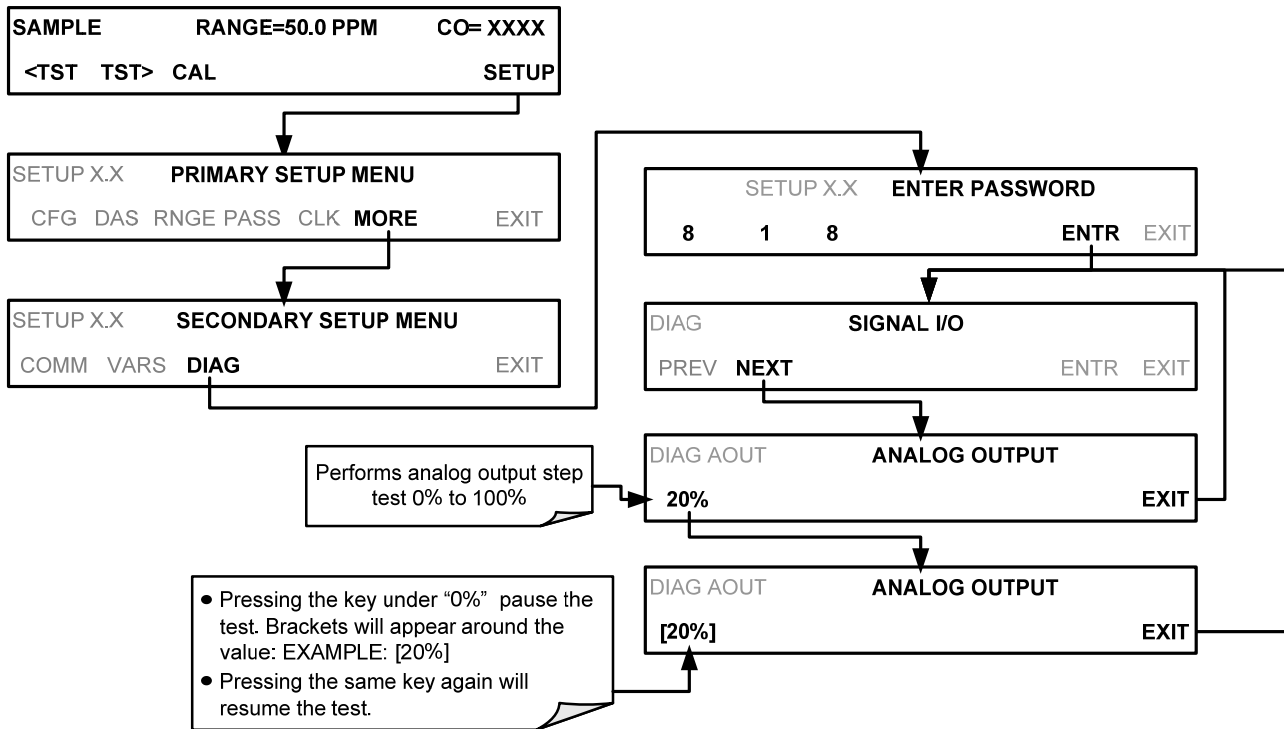 SAMPLE RANGE=50.0 PPM CO= XXXX
<TST TST> CAL SETUP
SETUP X.X PRIMARY SETUP MENU
CFG DAS RNGE PASS CLK MORE EXIT
SETUP X.X SECONDARY SETUP MENU
COMM VARS DIAG EXIT
SETUP X.X ENTER PASSWORD
8 1 8 ENTR EXIT
DIAG SIGNAL I/O
PREV NEXT ENTR EXIT
Performs analog output step
test 0% to 100%
DIAG AOUT ANALOG OUTPUT
20% EXIT
• Pressing the key under “0%” pause the
test. Brackets will appear around the
value: EXAMPLE: [20%]
• Pressing the same key again will
resume the test.
DIAG AOUT ANALOG OUTPUT
[20%] EXIT